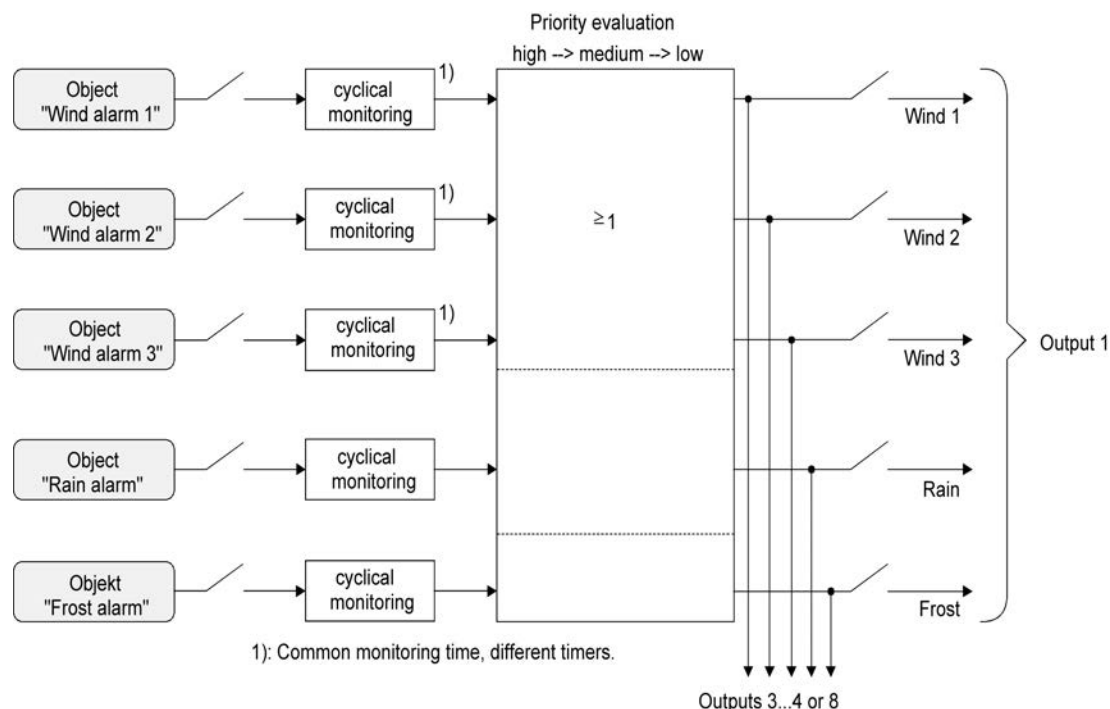 Priority evaluation
high --> medium --> low
Object
"Wind alarm 1"
cyclical
monitoring
1)
Wind 1
Object
"Wind alarm 2"
cyclical
monitoring
1)
≥1
Wind 2
Object
"Wind alarm 3"
cyclical
monitoring
1)
Wind 3
Output 1
Object
"Rain alarm"
cyclical
monitoring
Rain
Objekt
"Frost alarm"
cyclical
monitoring
Frost
1): Common monitoring time, different timers.
Outputs 3...4 or 8